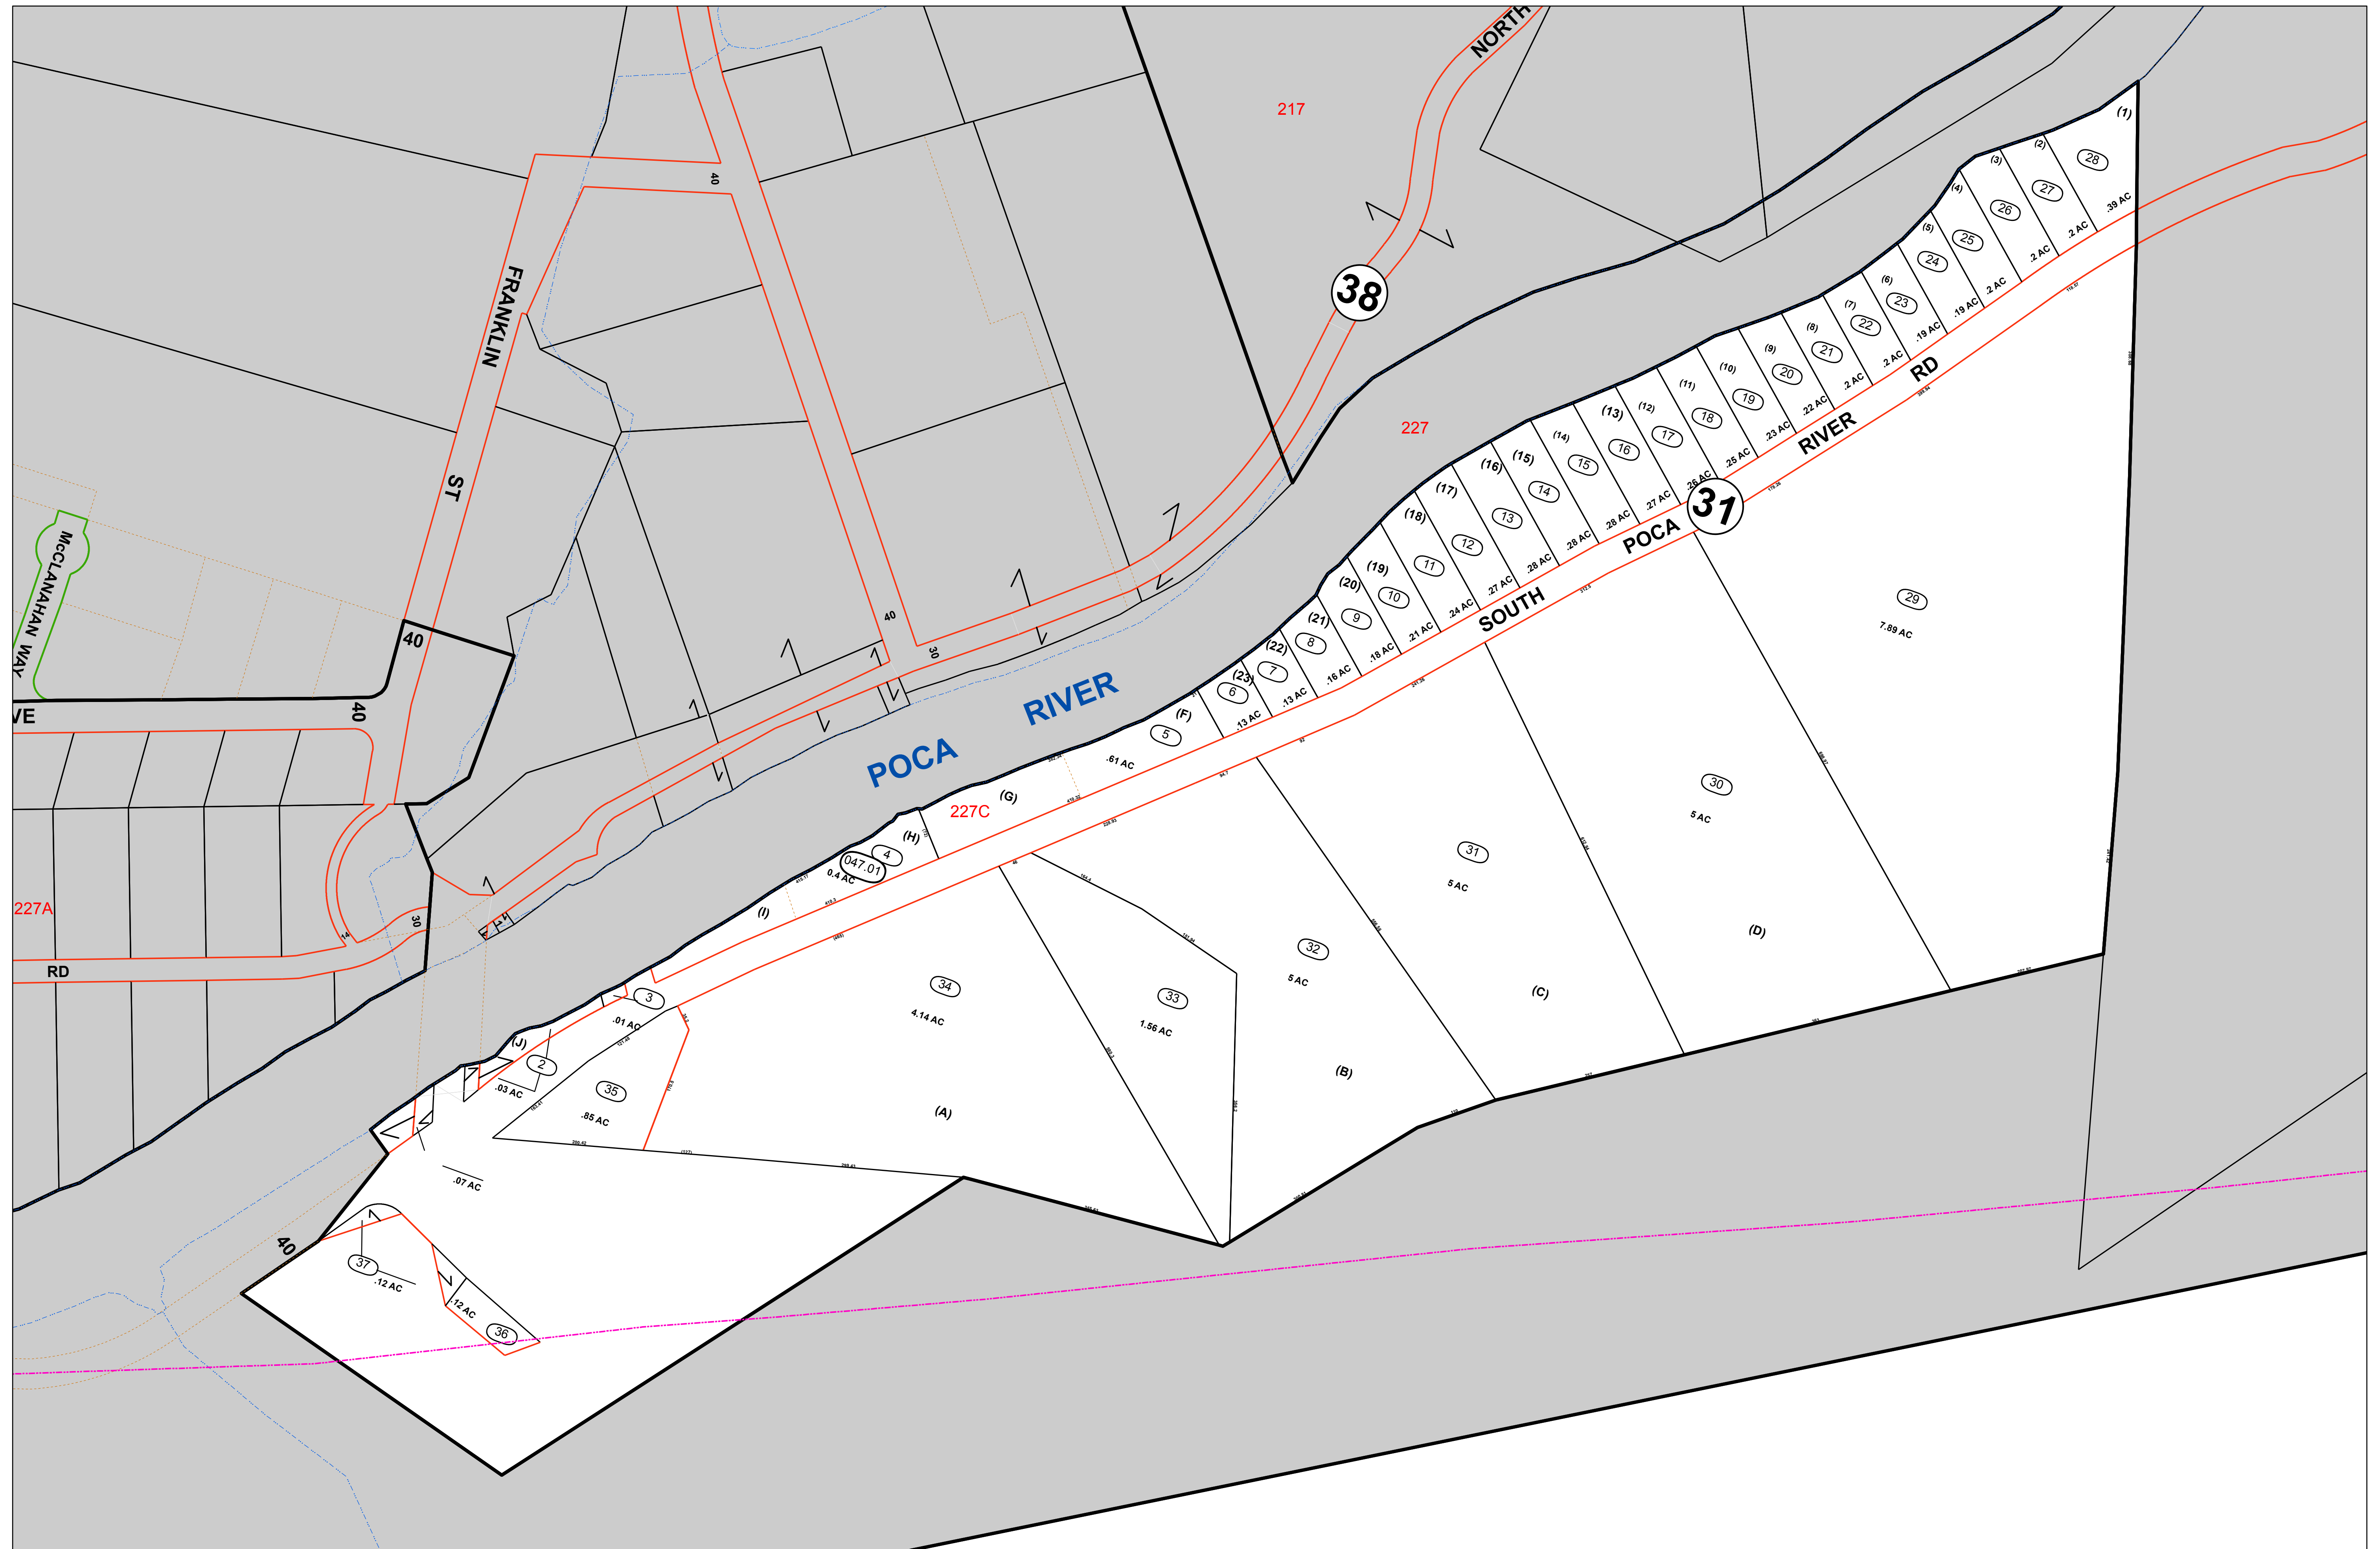 NORTH
217
38
227
40
FRANKLIN
ST
McCLANAHAN WAY
40
40
VE
40
30
227A
RD
30
14
40
POCA
RIVER
SOUTH
POCA
RIVER
RD
31
(1)
28
.39 AC
(2)
27
.2 AC
(3)
26
.2 AC
(4)
25
.2 AC
(5)
24
.19 AC
(6)
23
.19 AC
(7)
22
.2 AC
(8)
21
.2 AC
(9)
20
.22 AC
(10)
19
.23 AC
(11)
18
.25 AC
(12)
17
.26 AC
(13)
16
.27 AC
(14)
15
.28 AC
(15)
14
.28 AC
(16)
13
.28 AC
(17)
12
.27 AC
(18)
11
.24 AC
(19)
10
.21 AC
(20)
9
.18 AC
(21)
8
.16 AC
(22)
7
.13 AC
(23)
6
.13 AC
(F)
5
.61 AC
(G)
227C
(H)
4
047.01
0.4 AC
(I)
3
.01 AC
(J)
2
.03 AC
.07 AC
29
7.89 AC
30
5 AC
(D)
31
5 AC
(C)
32
5 AC
(B)
33
1.56 AC
34
4.14 AC
(A)
35
.85 AC
37
.12 AC
.12 AC
36